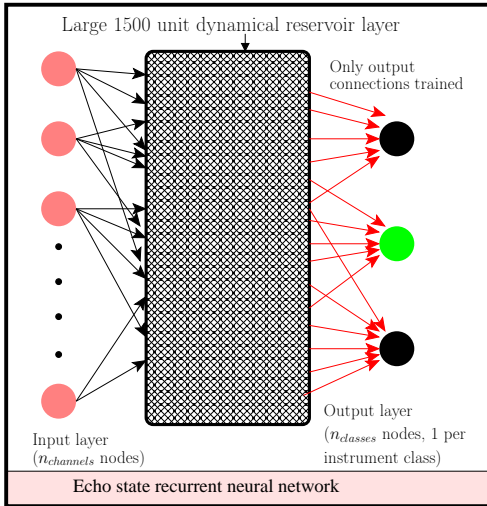 Large 1500 unit dynamical reservoir layer
Only output
connections trained
Input layer
(n_channels nodes)
Output layer
(n_classes nodes, 1 per
instrument class)
Echo state recurrent neural network